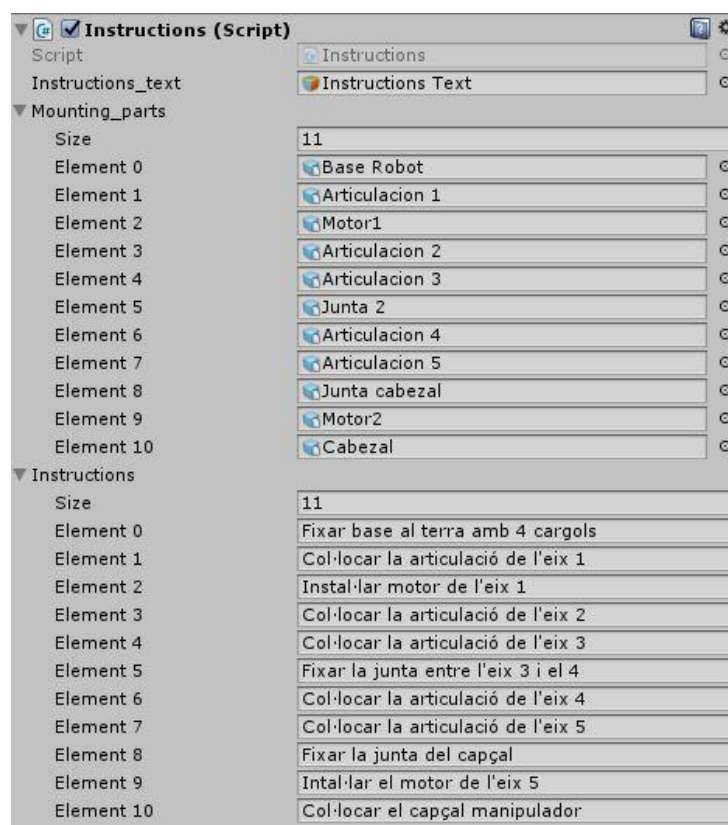 Instructions (Script)
Script Instructions
Instructions_text Instructions Text
Mounting_parts
Size 11
Element 0 Base Robot
Element 1 Articulacion 1
Element 2 Motor1
Element 3 Articulacion 2
Element 4 Articulacion 3
Element 5 Junta 2
Element 6 Articulacion 4
Element 7 Articulacion 5
Element 8 Junta cabezal
Element 9 Motor2
Element 10 Cabezal
Instructions
Size 11
Element 0 Fixar base al terra amb 4 cargols
Element 1 Col·locar la articulació de l'eix 1
Element 2 Instal·lar motor de l'eix 1
Element 3 Col·locar la articulació de l'eix 2
Element 4 Col·locar la articulació de l'eix 3
Element 5 Fixar la junta entre l'eix 3 i el 4
Element 6 Col·locar la articulació de l'eix 4
Element 7 Col·locar la articulació de l'eix 5
Element 8 Fixar la junta del capçal
Element 9 Intal·lar el motor de l'eix 5
Element 10 Col·locar el capçal manipulador